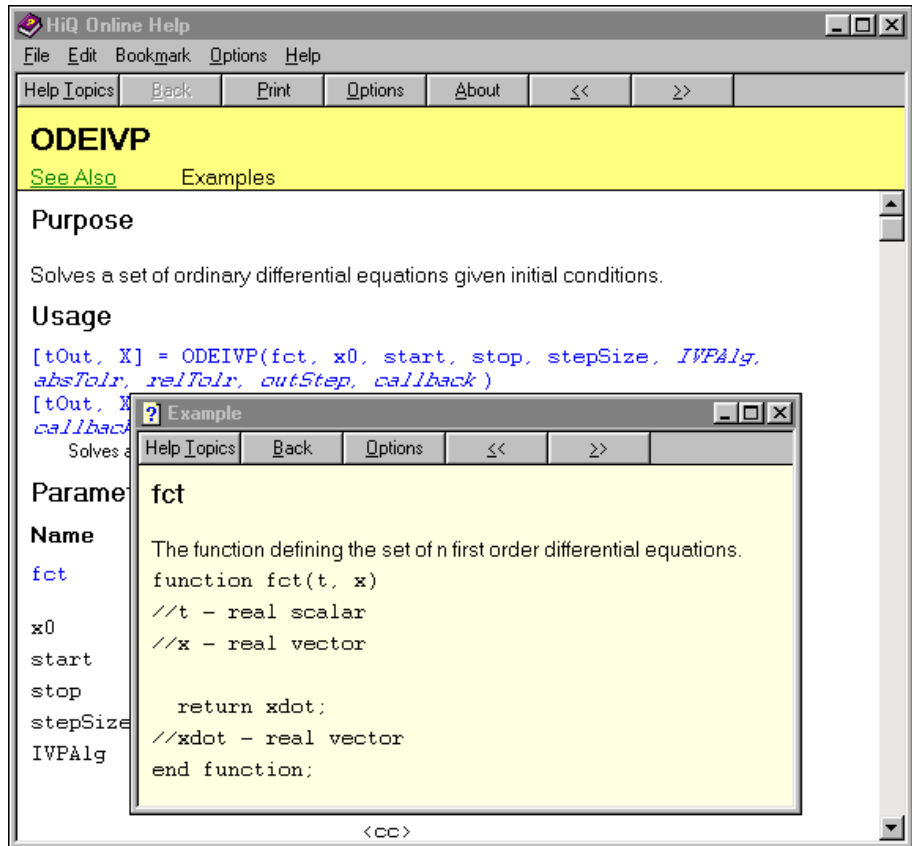 HiQ Online Help
File Edit Bookmark Options Help
Help Topics Back Print Options About << >>
ODEIVP
See Also Examples
Purpose
Solves a set of ordinary differential equations given initial conditions.
Usage
[tOut, X] = ODEIVP(fct, x0, start, stop, stepSize, IVPAlg,
absTolr, relTolr, outStep, callback )
[tOut, X
callback
Solves a
Paramet
Name
fct
x0
start
stop
stepSize
IVPAlg
Example
Help Topics Back Options << >>
fct
The function defining the set of n first order differential equations.
function fct(t, x)
//t - real scalar
//x - real vector
return xdot;
//xdot - real vector
end function;
<cc>